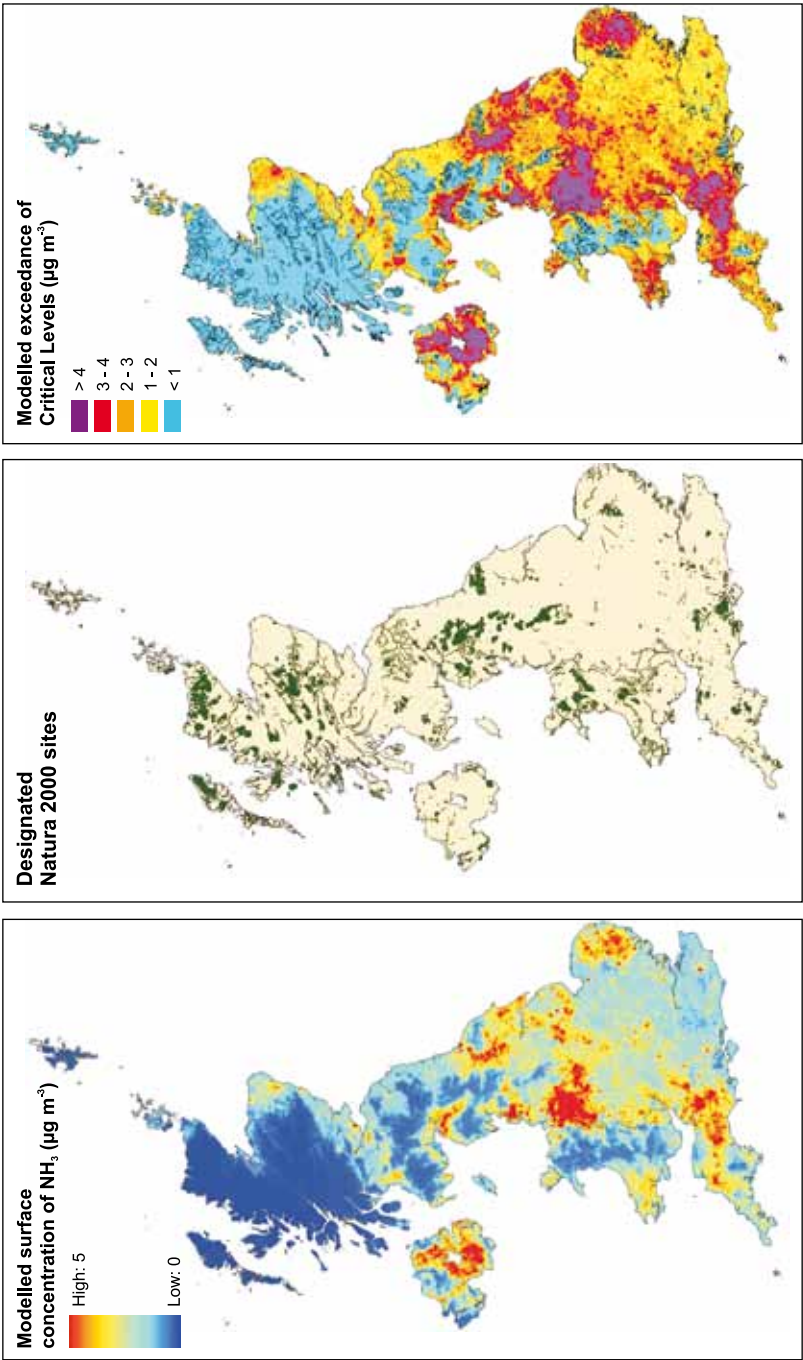 Modelled surface
concentration of NH₃ (µg m⁻³)
High: 5
Low: 0
Designated
Natura 2000 sites
Modelled exceedance of
Critical Levels (µg m⁻³)
> 4
3 - 4
2 - 3
1 - 2
< 1